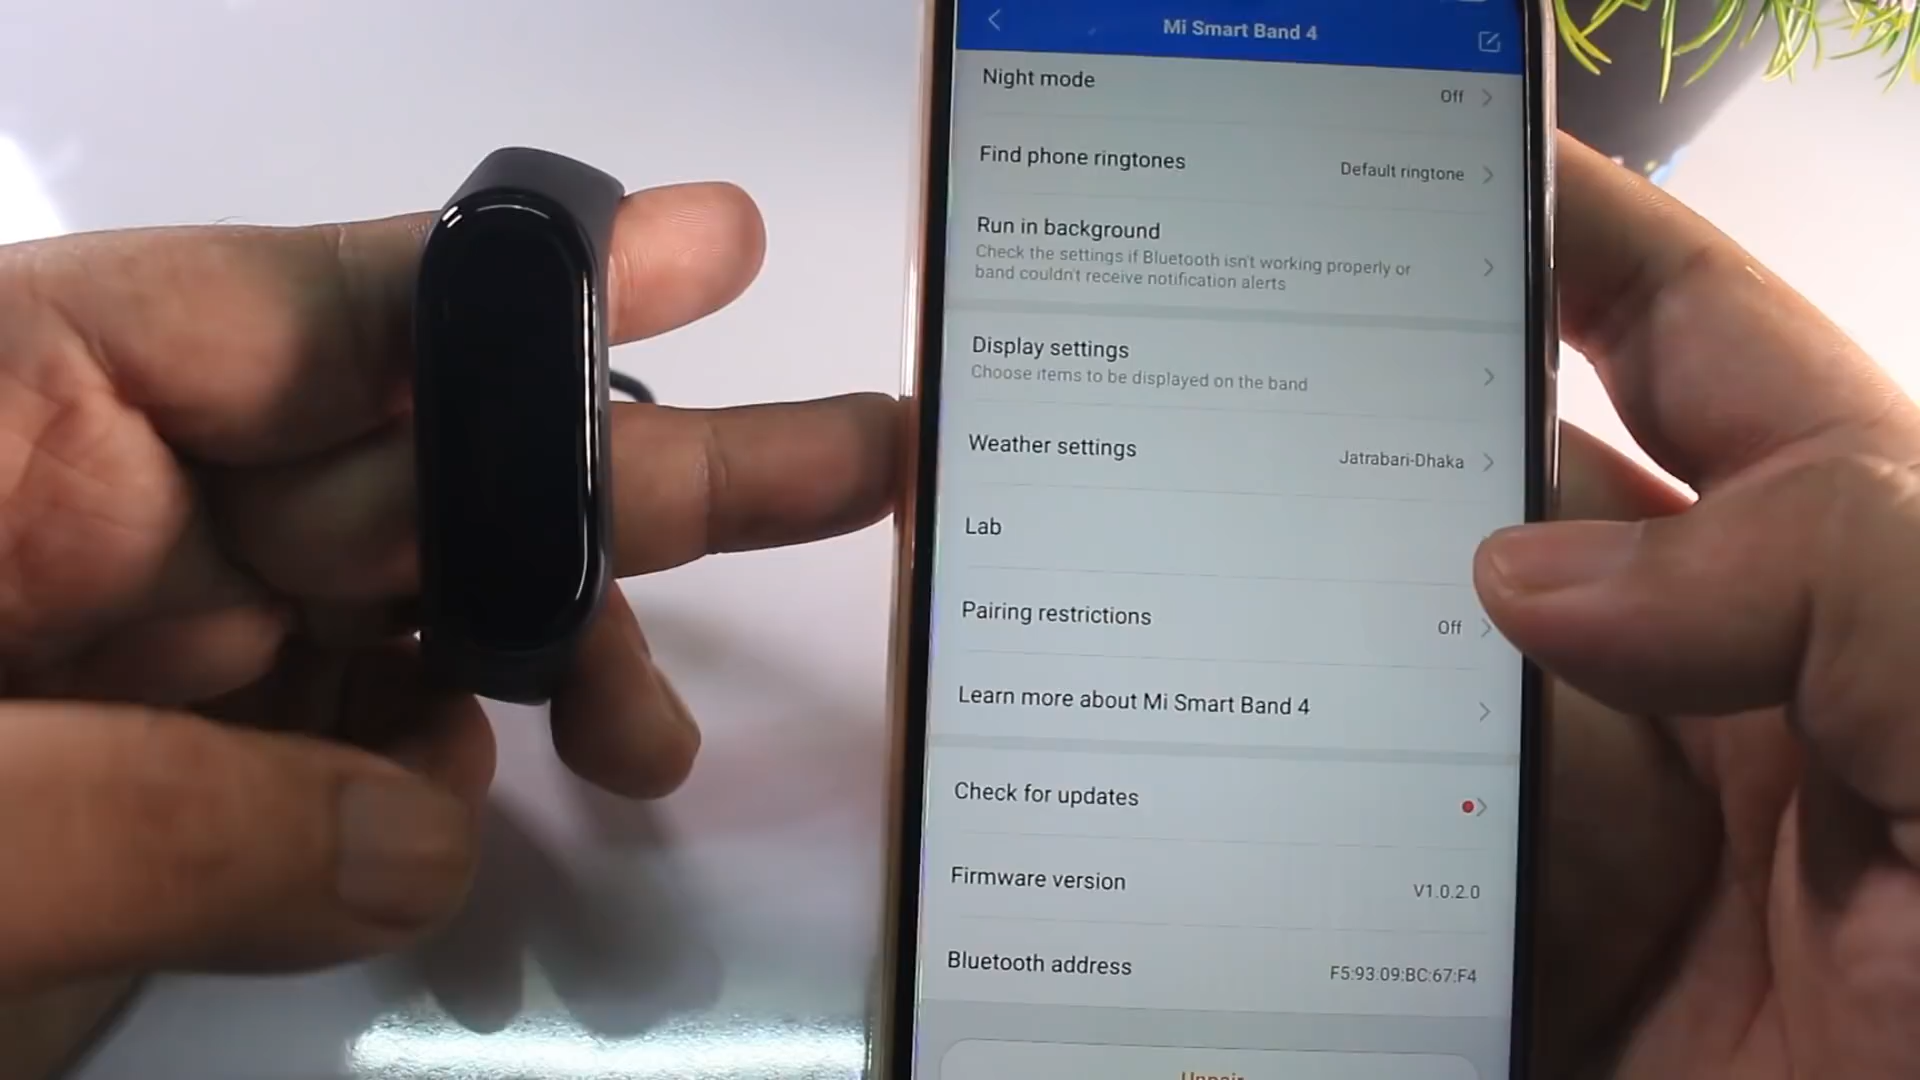 Mi Smart Band 4
Night mode
Off
Find phone ringtones
Default ringtone
Run in background
Check the settings if Bluetooth isn't working properly or
band couldn't receive notification alerts
Display settings
Choose items to be displayed on the band
Weather settings
Jatrabari-Dhaka
Lab
Pairing restrictions
Off
Learn more about Mi Smart Band 4
Check for updates
Firmware version
V1.0.2.0
Bluetooth address
F5:93:09:BC:67:F4
Unpair